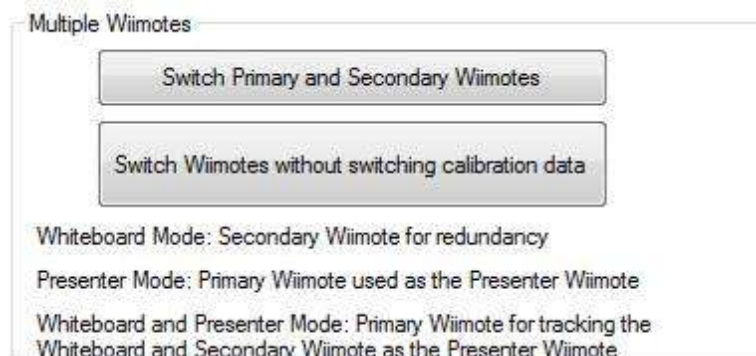 Multiple Wiimotes
Switch Primary and Secondary Wiimotes
Switch Wiimotes without switching calibration data
Whiteboard Mode: Secondary Wiimote for redundancy
Presenter Mode: Primary Wiimote used as the Presenter Wiimote
Whiteboard and Presenter Mode: Primary Wiimote for tracking the
Whiteboard and Secondary Wiimote as the Presenter Wiimote